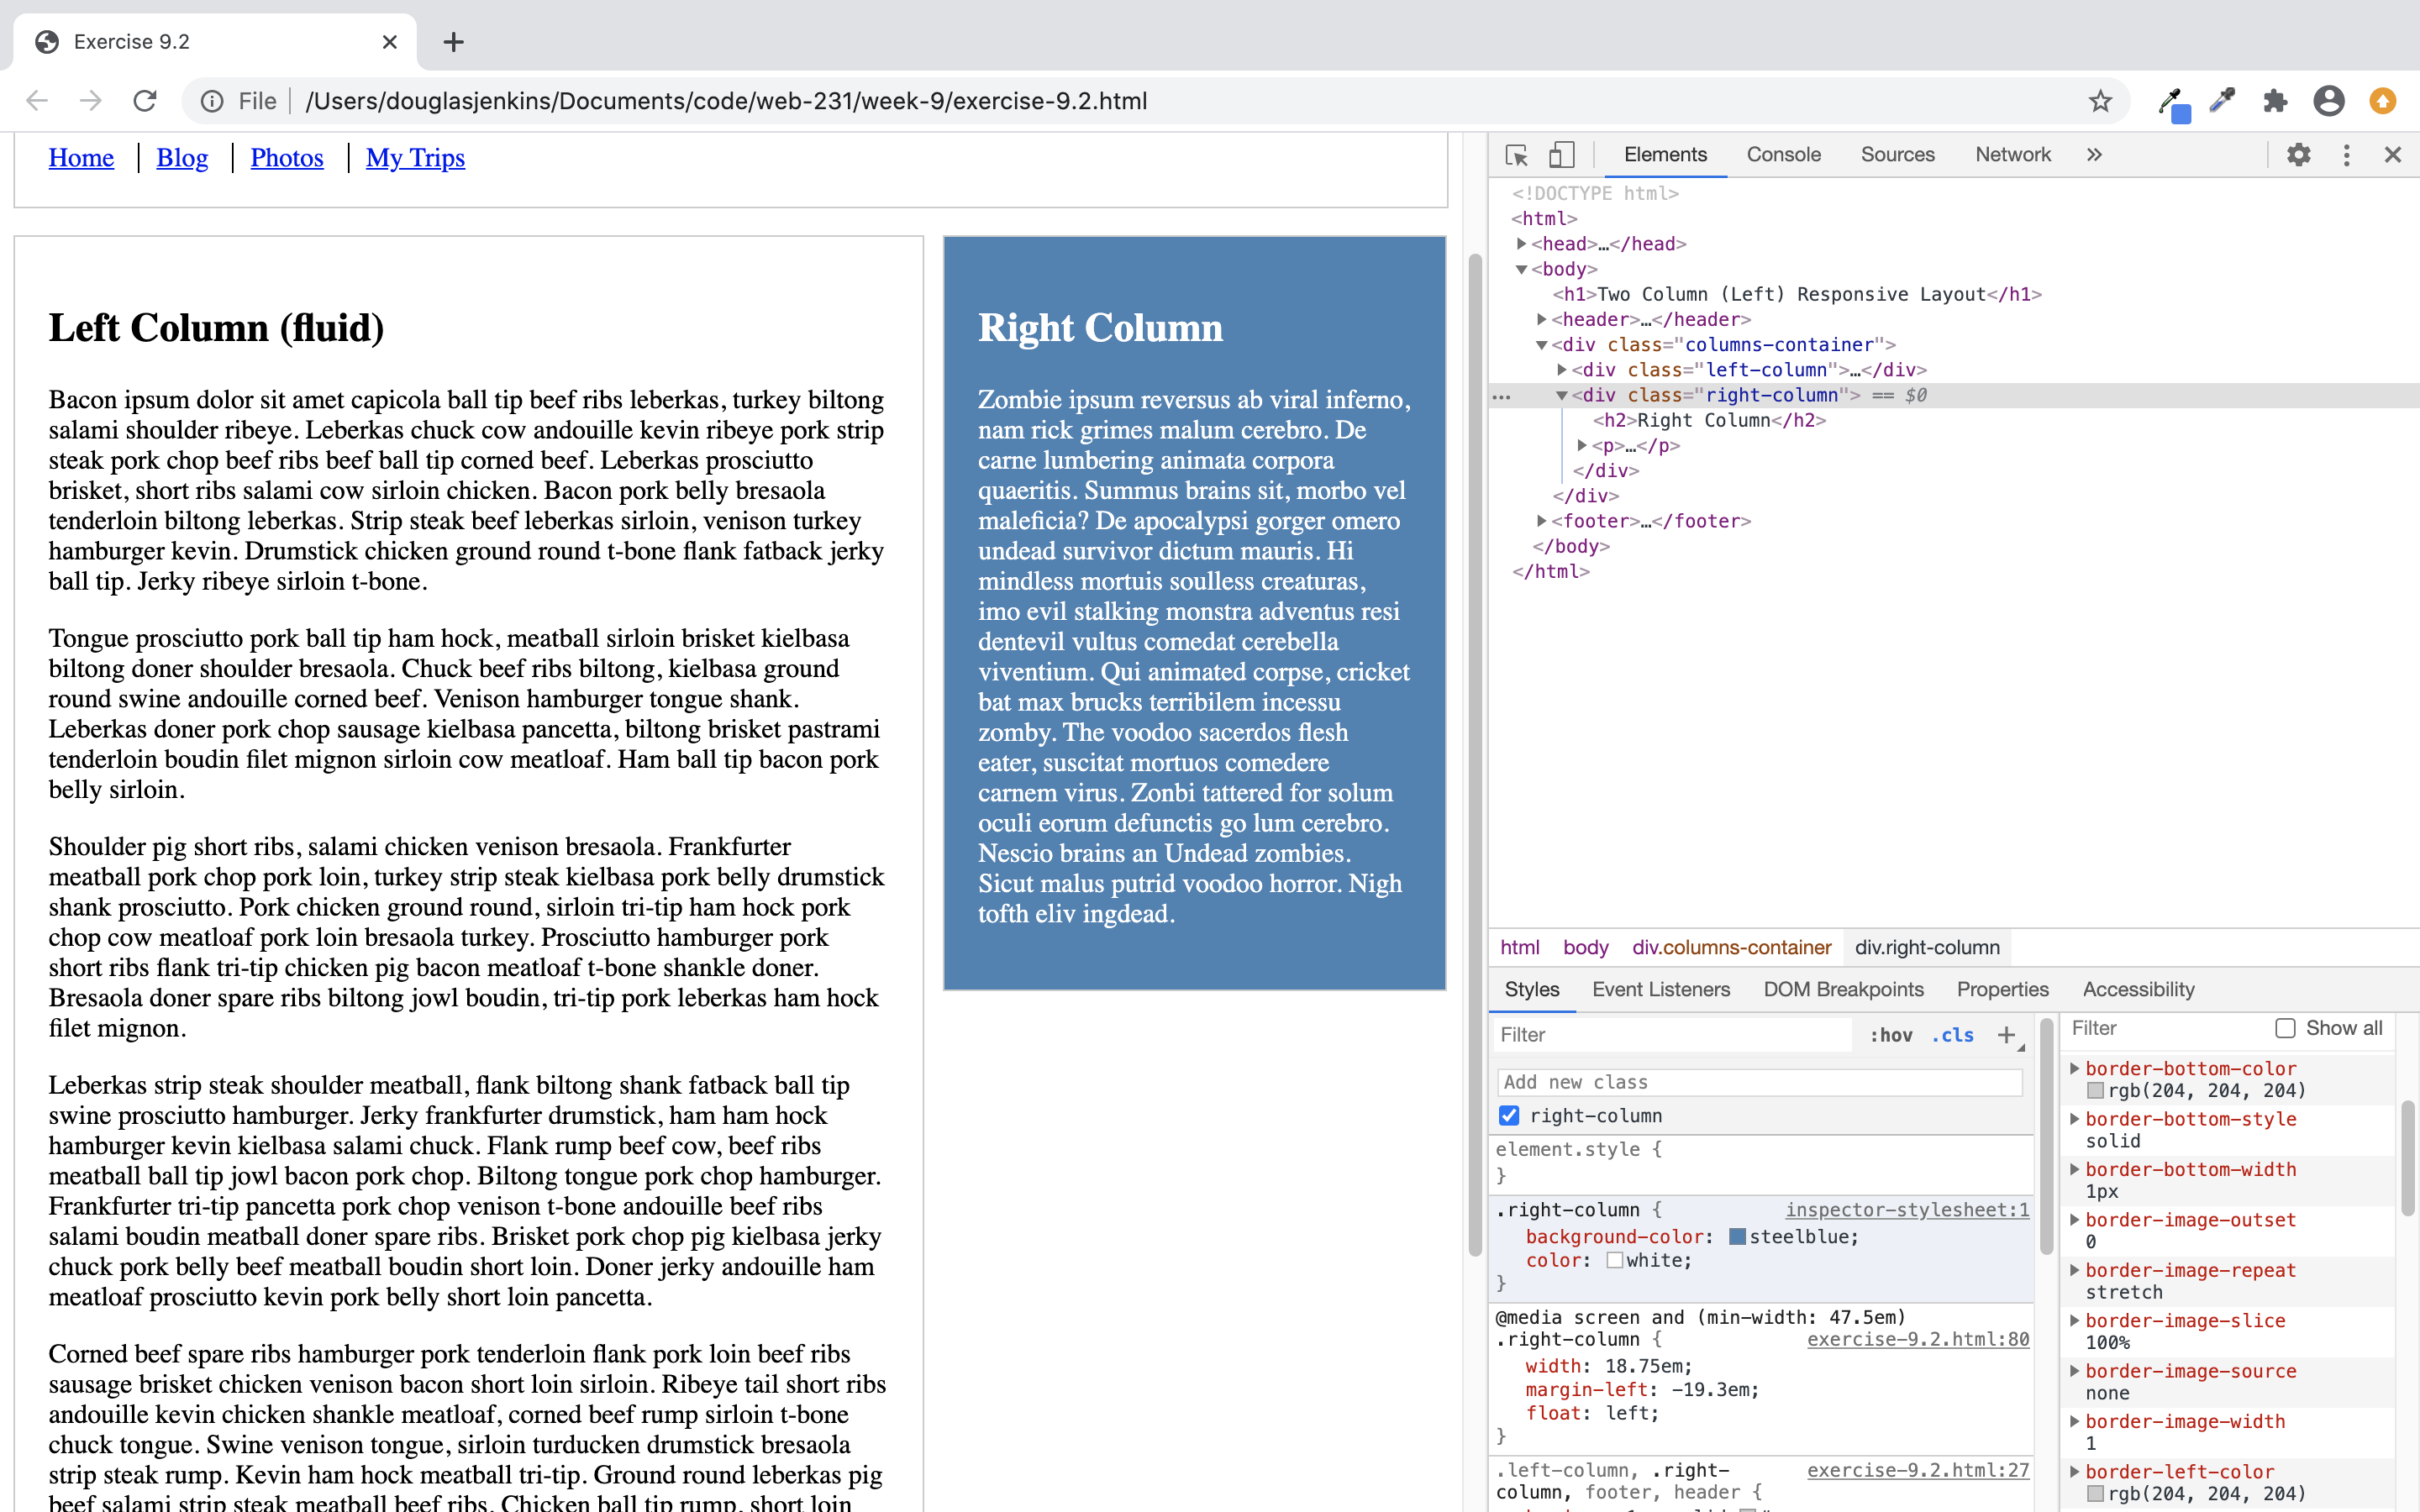 Exercise 9.2
File
/Users/douglasjenkins/Documents/code/web-231/week-9/exercise-9.2.html
Home
Blog
Photos
My Trips
Left Column (fluid)
Bacon ipsum dolor sit amet capicola ball tip beef ribs leberkas, turkey biltong
salami shoulder ribeye. Leberkas chuck cow andouille kevin ribeye pork strip
steak pork chop beef ribs beef ball tip corned beef. Leberkas prosciutto
brisket, short ribs salami cow sirloin chicken. Bacon pork belly bresaola
tenderloin biltong leberkas. Strip steak beef leberkas sirloin, venison turkey
hamburger kevin. Drumstick chicken ground round t-bone flank fatback jerky
ball tip. Jerky ribeye sirloin t-bone.
Tongue prosciutto pork ball tip ham hock, meatball sirloin brisket kielbasa
biltong doner shoulder bresaola. Chuck beef ribs biltong, kielbasa ground
round swine andouille corned beef. Venison hamburger tongue shank.
Leberkas doner pork chop sausage kielbasa pancetta, biltong brisket pastrami
tenderloin boudin filet mignon sirloin cow meatloaf. Ham ball tip bacon pork
belly sirloin.
Shoulder pig short ribs, salami chicken venison bresaola. Frankfurter
meatball pork chop pork loin, turkey strip steak kielbasa pork belly drumstick
shank prosciutto. Pork chicken ground round, sirloin tri-tip ham hock pork
chop cow meatloaf pork loin bresaola turkey. Prosciutto hamburger pork
short ribs flank tri-tip chicken pig bacon meatloaf t-bone shankle doner.
Bresaola doner spare ribs biltong jowl boudin, tri-tip pork leberkas ham hock
filet mignon.
Leberkas strip steak shoulder meatball, flank biltong shank fatback ball tip
swine prosciutto hamburger. Jerky frankfurter drumstick, ham ham hock
hamburger kevin kielbasa salami chuck. Flank rump beef cow, beef ribs
meatball ball tip jowl bacon pork chop. Biltong tongue pork chop hamburger.
Frankfurter tri-tip pancetta pork chop venison t-bone andouille beef ribs
salami boudin meatball doner spare ribs. Brisket pork chop pig kielbasa jerky
chuck pork belly beef meatball boudin short loin. Doner jerky andouille ham
meatloaf prosciutto kevin pork belly short loin pancetta.
Corned beef spare ribs hamburger pork tenderloin flank pork loin beef ribs
sausage brisket chicken venison bacon short loin sirloin. Ribeye tail short ribs
andouille kevin chicken shankle meatloaf, corned beef rump sirloin t-bone
chuck tongue. Swine venison tongue, sirloin turducken drumstick bresaola
strip steak rump. Kevin ham hock meatball tri-tip. Ground round leberkas pig
beef salami strip steak meatball beef ribs. Chicken ball tip rump, short loin
Right Column
Zombie ipsum reversus ab viral inferno,
nam rick grimes malum cerebro. De
carne lumbering animata corpora
quaeritis. Summus brains sit, morbo vel
maleficia? De apocalypsi gorger omero
undead survivor dictum mauris. Hi
mindless mortuis soulless creaturas,
imo evil stalking monstra adventus resi
dentevil vultus comedat cerebella
viventium. Qui animated corpse, cricket
bat max brucks terribilem incessu
zomby. The voodoo sacerdos flesh
eater, suscitat mortuos comedere
carnem virus. Zonbi tattered for solum
oculi eorum defunctis go lum cerebro.
Nescio brains an Undead zombies.
Sicut malus putrid voodoo horror. Nigh
tofth eliv ingdead.
Elements Console Sources Network »
<!DOCTYPE html>
<html>
<head>…</head>
<body>
<h1>Two Column (Left) Responsive Layout</h1>
<header>…</header>
<div class="columns-container">
<div class="left-column">…</div>
<div class="right-column"> == $0
<h2>Right Column</h2>
<p>…</p>
</div>
</div>
<footer>…</footer>
</body>
</html>
html body div.columns-container div.right-column
Styles Event Listeners DOM Breakpoints Properties Accessibility
Filter :hov .cls +
Add new class
right-column
element.style {
}
.right-column { inspector-stylesheet:1
background-color: steelblue;
color: white;
}
@media screen and (min-width: 47.5em)
.right-column { exercise-9.2.html:80
width: 18.75em;
margin-left: -19.3em;
float: left;
}
.left-column, .right- exercise-9.2.html:27
column, footer, header {
Filter Show all
border-bottom-color
rgb(204, 204, 204)
border-bottom-style
solid
border-bottom-width
1px
border-image-outset
0
border-image-repeat
stretch
border-image-slice
100%
border-image-source
none
border-image-width
1
border-left-color
rgb(204, 204, 204)